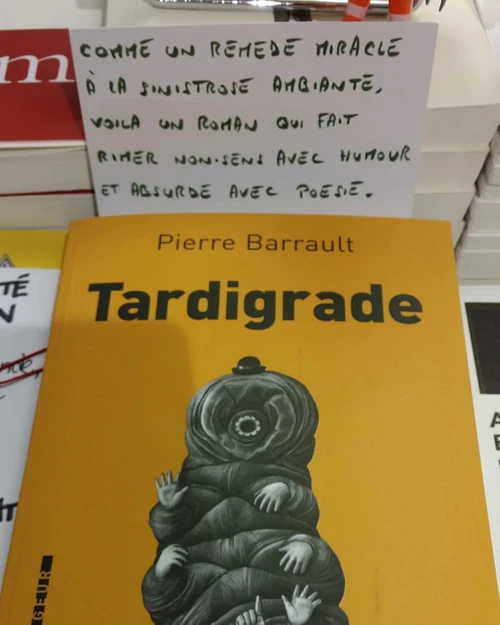 m
COMME UN REMEDE MIRACLE
À LA SINISTROSE AMBIANTE,
VOILA UN ROMAN QUI FAIT
RIMER NON-SENS AVEC HUMOUR
ET ABSURDE AVEC POESIE.
Pierre Barrault
Tardigrade
TÉ
N